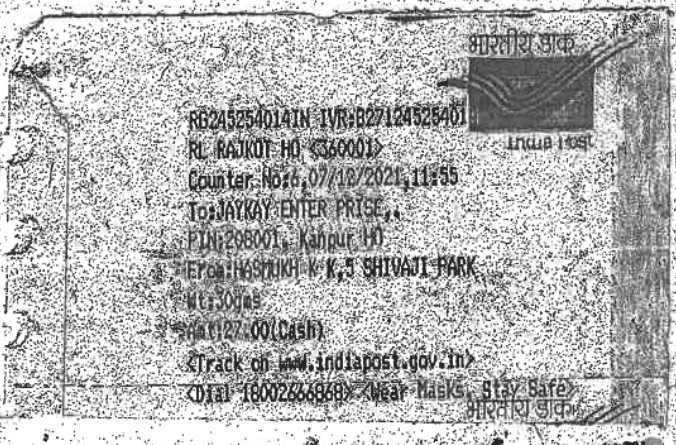 भारतीय डाक
India Post
RG245254014IN IVR:8271245254014
RL RAJKOT HO <360001>
Counter No:6,07/12/2021,11:55
To:JAYKAY ENTER PRISE,,
PIN:208001, Kanpur HO
From:HASMUKH K K,5 SHIVAJI PARK
Wt:30gms
Amt:27.00(Cash)
<Track on www.indiapost.gov.in>
<Dial 18002666868> <Wear Masks, Stay Safe>
भारतीय डाक